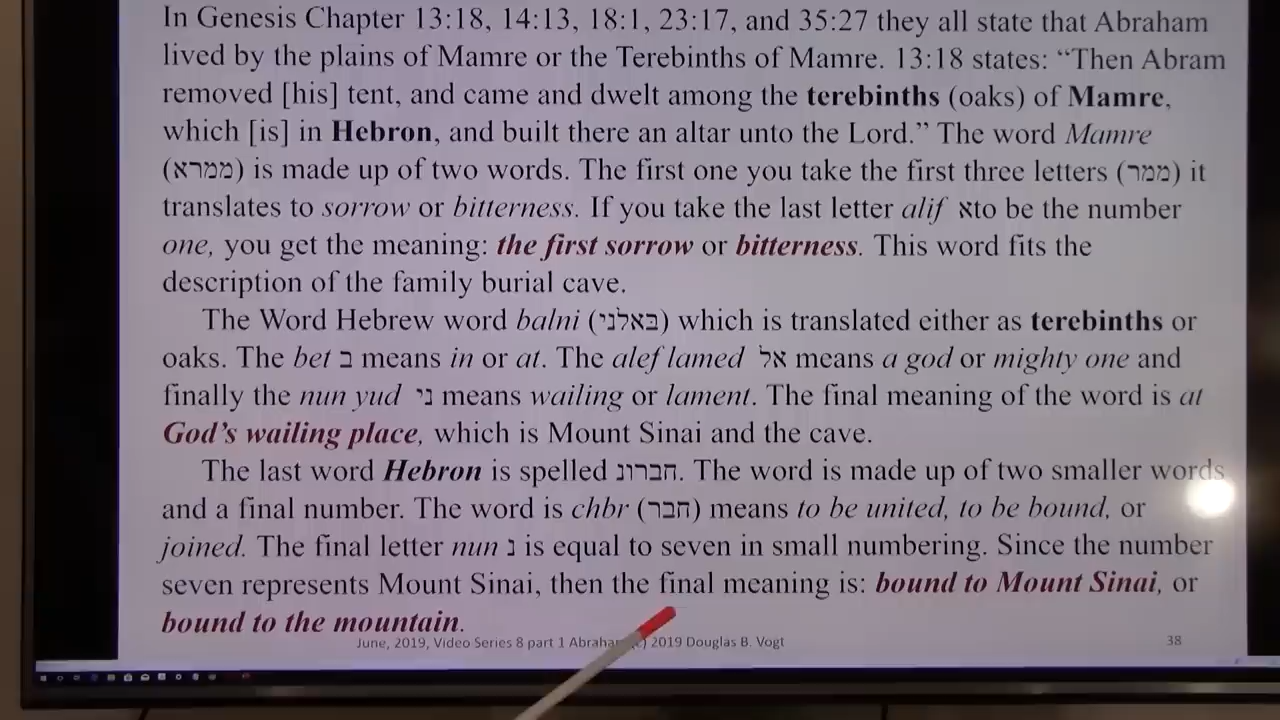 In Genesis Chapter 13:18, 14:13, 18:1, 23:17, and 35:27 they all state that Abraham
lived by the plains of Mamre or the Terebinths of Mamre. 13:18 states: “Then Abram
removed [his] tent, and came and dwelt among the terebinths (oaks) of Mamre,
which [is] in Hebron, and built there an altar unto the Lord.” The word Mamre
(ממרא) is made up of two words. The first one you take the first three letters (ממר) it
translates to sorrow or bitterness. If you take the last letter alif אto be the number
one, you get the meaning: the first sorrow or bitterness. This word fits the
description of the family burial cave.
The Word Hebrew word balni (באלני) which is translated either as terebinths or
oaks. The bet ב means in or at. The alef lamed אל means a god or mighty one and
finally the nun yud ני means wailing or lament. The final meaning of the word is at
God’s wailing place, which is Mount Sinai and the cave.
The last word Hebron is spelled חברונ. The word is made up of two smaller words
and a final number. The word is chbr (חבר) means to be united, to be bound, or
joined. The final letter nun נ is equal to seven in small numbering. Since the number
seven represents Mount Sinai, then the final meaning is: bound to Mount Sinai, or
bound to the mountain.
June, 2019, Video Series 8 part 1 Abraham 2019 Douglas B. Vogt 38